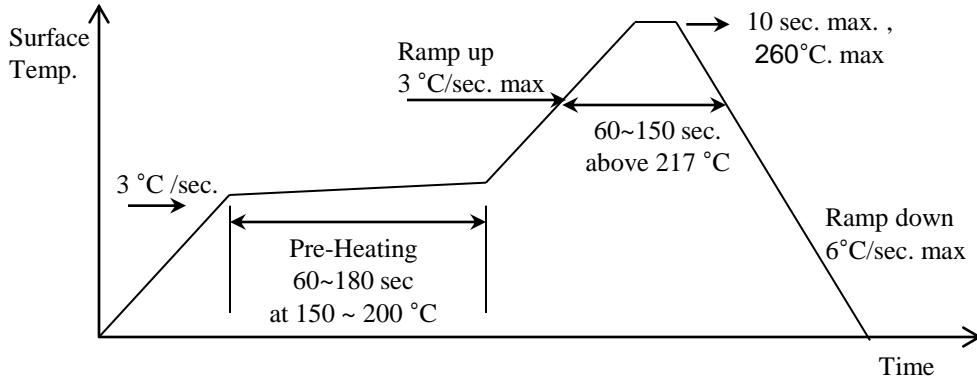 Surface
Temp.
10 sec. max. ,
260°C. max
Ramp up
3 °C/sec. max
60~150 sec.
above 217 °C
3 °C /sec.
Pre-Heating
60~180 sec
at 150 ~ 200 °C
Ramp down
6°C/sec. max
Time